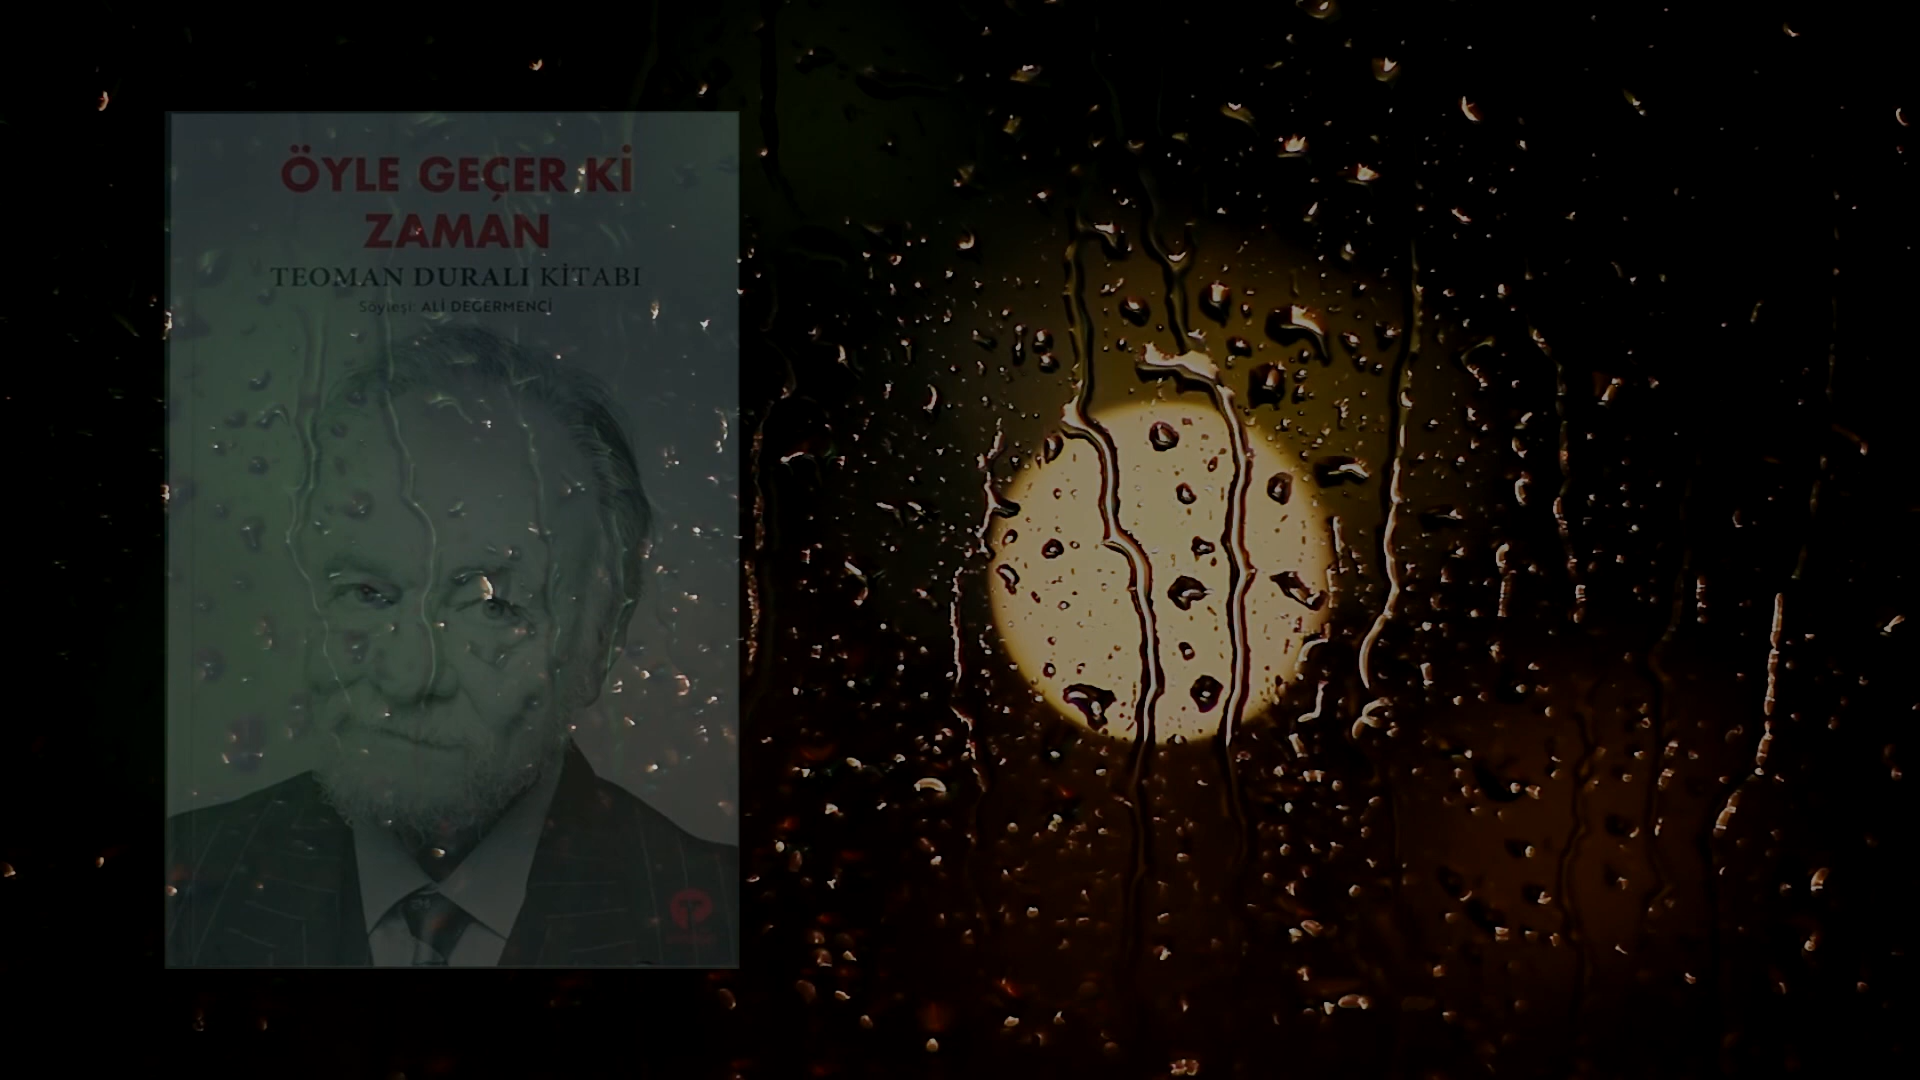 ÖYLE GEÇER Kİ
ZAMAN
TEOMAN DURALI KİTABI
Söyleşi: ALİ DEĞERMENCİ